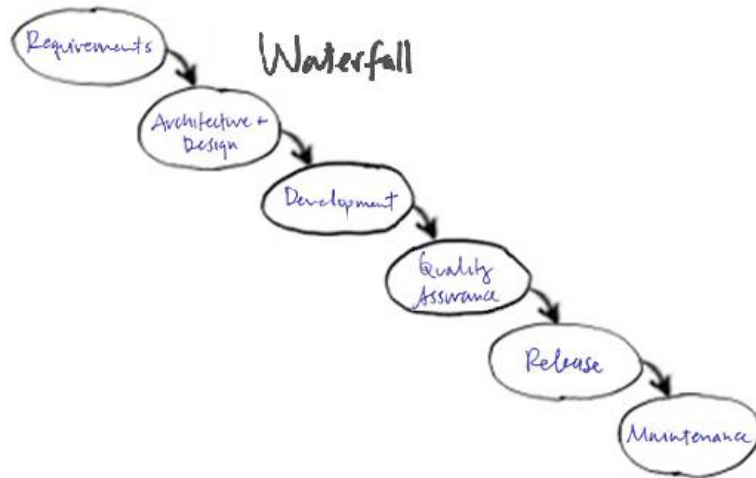 Requirements
Waterfall
Architecture +
Design
Development
Quality
Assurance
Release
Maintenance